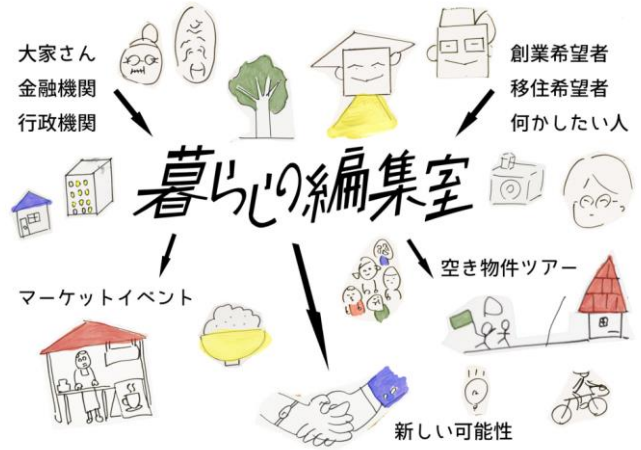 大家さん
金融機関
行政機関
創業希望者
移住希望者
何かしたい人
暮らしの編集室
マーケットイベント
空き物件ツアー
新しい可能性